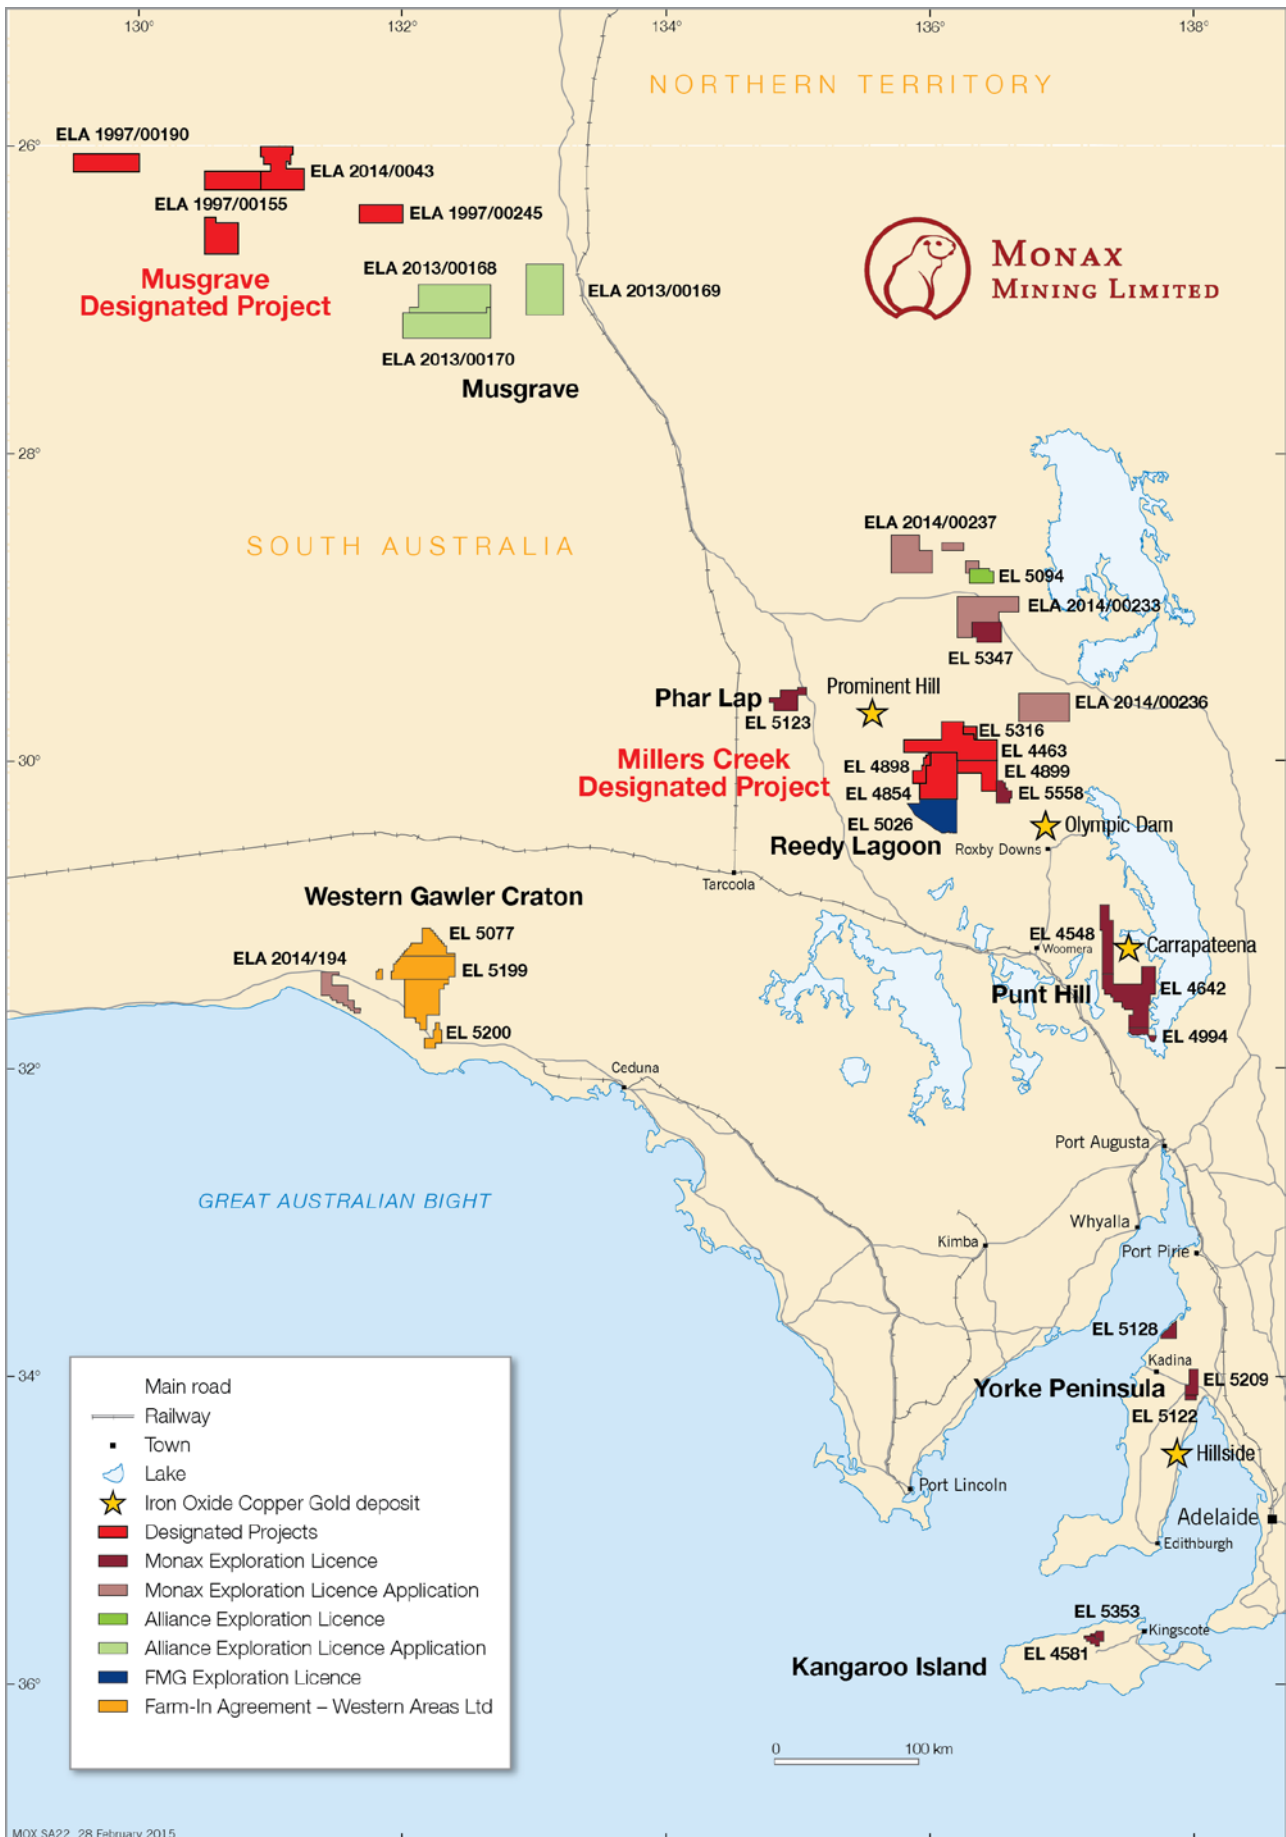 130°
132°
134°
136°
138°
NORTHERN TERRITORY
26°
ELA 1997/00190
ELA 2014/0043
ELA 1997/00155
ELA 1997/00245
Musgrave
Designated Project
MONAX
MINING LIMITED
ELA 2013/00168
ELA 2013/00169
ELA 2013/00170
Musgrave
28°
SOUTH AUSTRALIA
ELA 2014/00237
EL 5094
ELA 2014/00233
EL 5347
Phar Lap
EL 5123
Prominent Hill
ELA 2014/00236
EL 5316
EL 4463
30°
Millers Creek
Designated Project
EL 4898
EL 4899
EL 4854
EL 5558
EL 5026
Olympic Dam
Reedy Lagoon
Roxby Downs
Tarcoola
Western Gawler Craton
EL 5077
EL 4548
Woomera
Carrapateena
ELA 2014/194
EL 5199
Punt Hill
EL 4642
EL 5200
EL 4994
32°
Ceduna
Port Augusta
GREAT AUSTRALIAN BIGHT
Whyalla
Kimba
Port Pirie
EL 5128
Kadina
34°
Yorke Peninsula
EL 5209
EL 5122
Hillside
Port Lincoln
Adelaide
Edithburgh
EL 5353
Kingscote
EL 4581
Kangaroo Island
36°
Main road
Railway
Town
Lake
Iron Oxide Copper Gold deposit
Designated Projects
Monax Exploration Licence
Monax Exploration Licence Application
Alliance Exploration Licence
Alliance Exploration Licence Application
FMG Exploration Licence
Farm-In Agreement – Western Areas Ltd
0
100 km
MOX SA22 28 February 2015